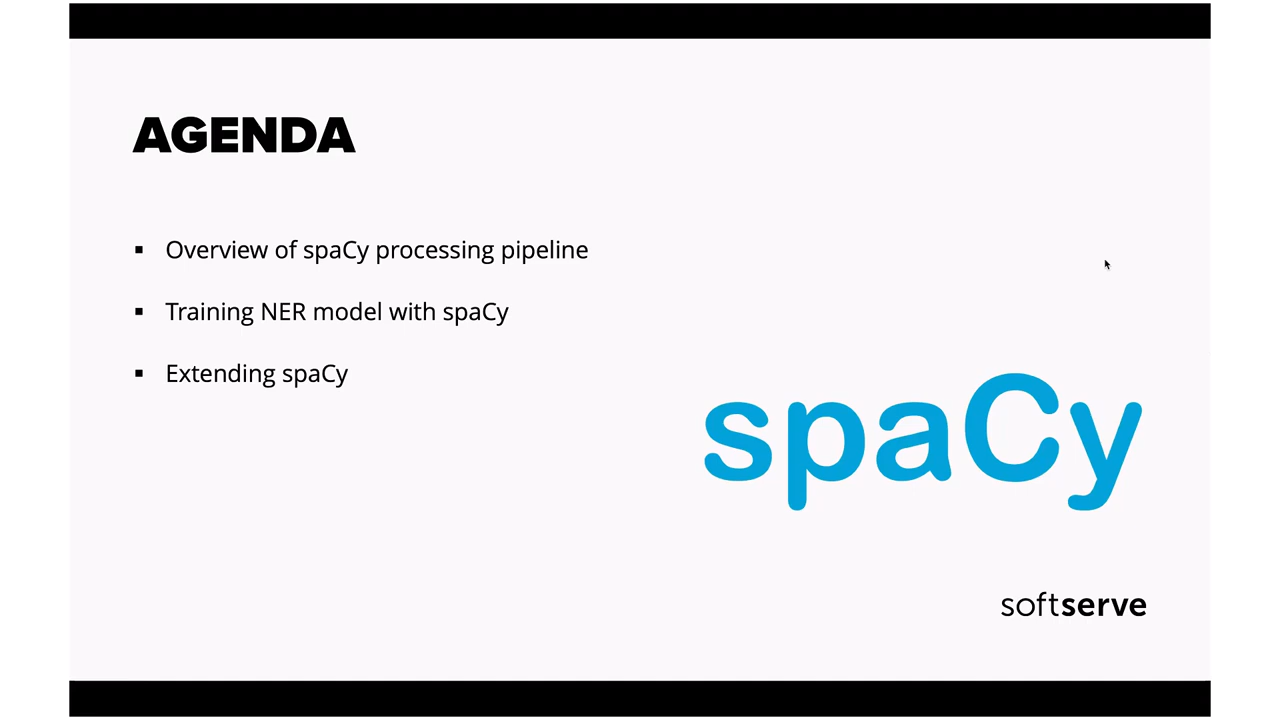 AGENDA
▪ Overview of spaCy processing pipeline
▪ Training NER model with spaCy
▪ Extending spaCy
spaCy
softserve